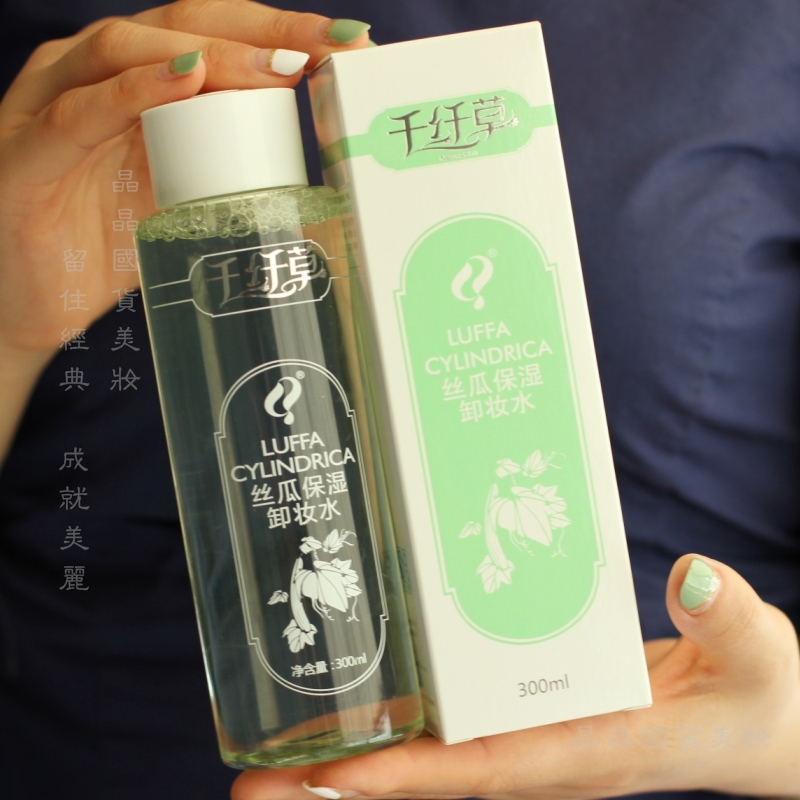 晶晶國貨美妝
留住經典 成就美麗
千纤草
LUFFA
CYLINDRICA
丝瓜保湿
卸妆水
净含量:300ml
千纤草
®
LUFFA
CYLINDRICA
丝瓜保湿
卸妆水
300ml